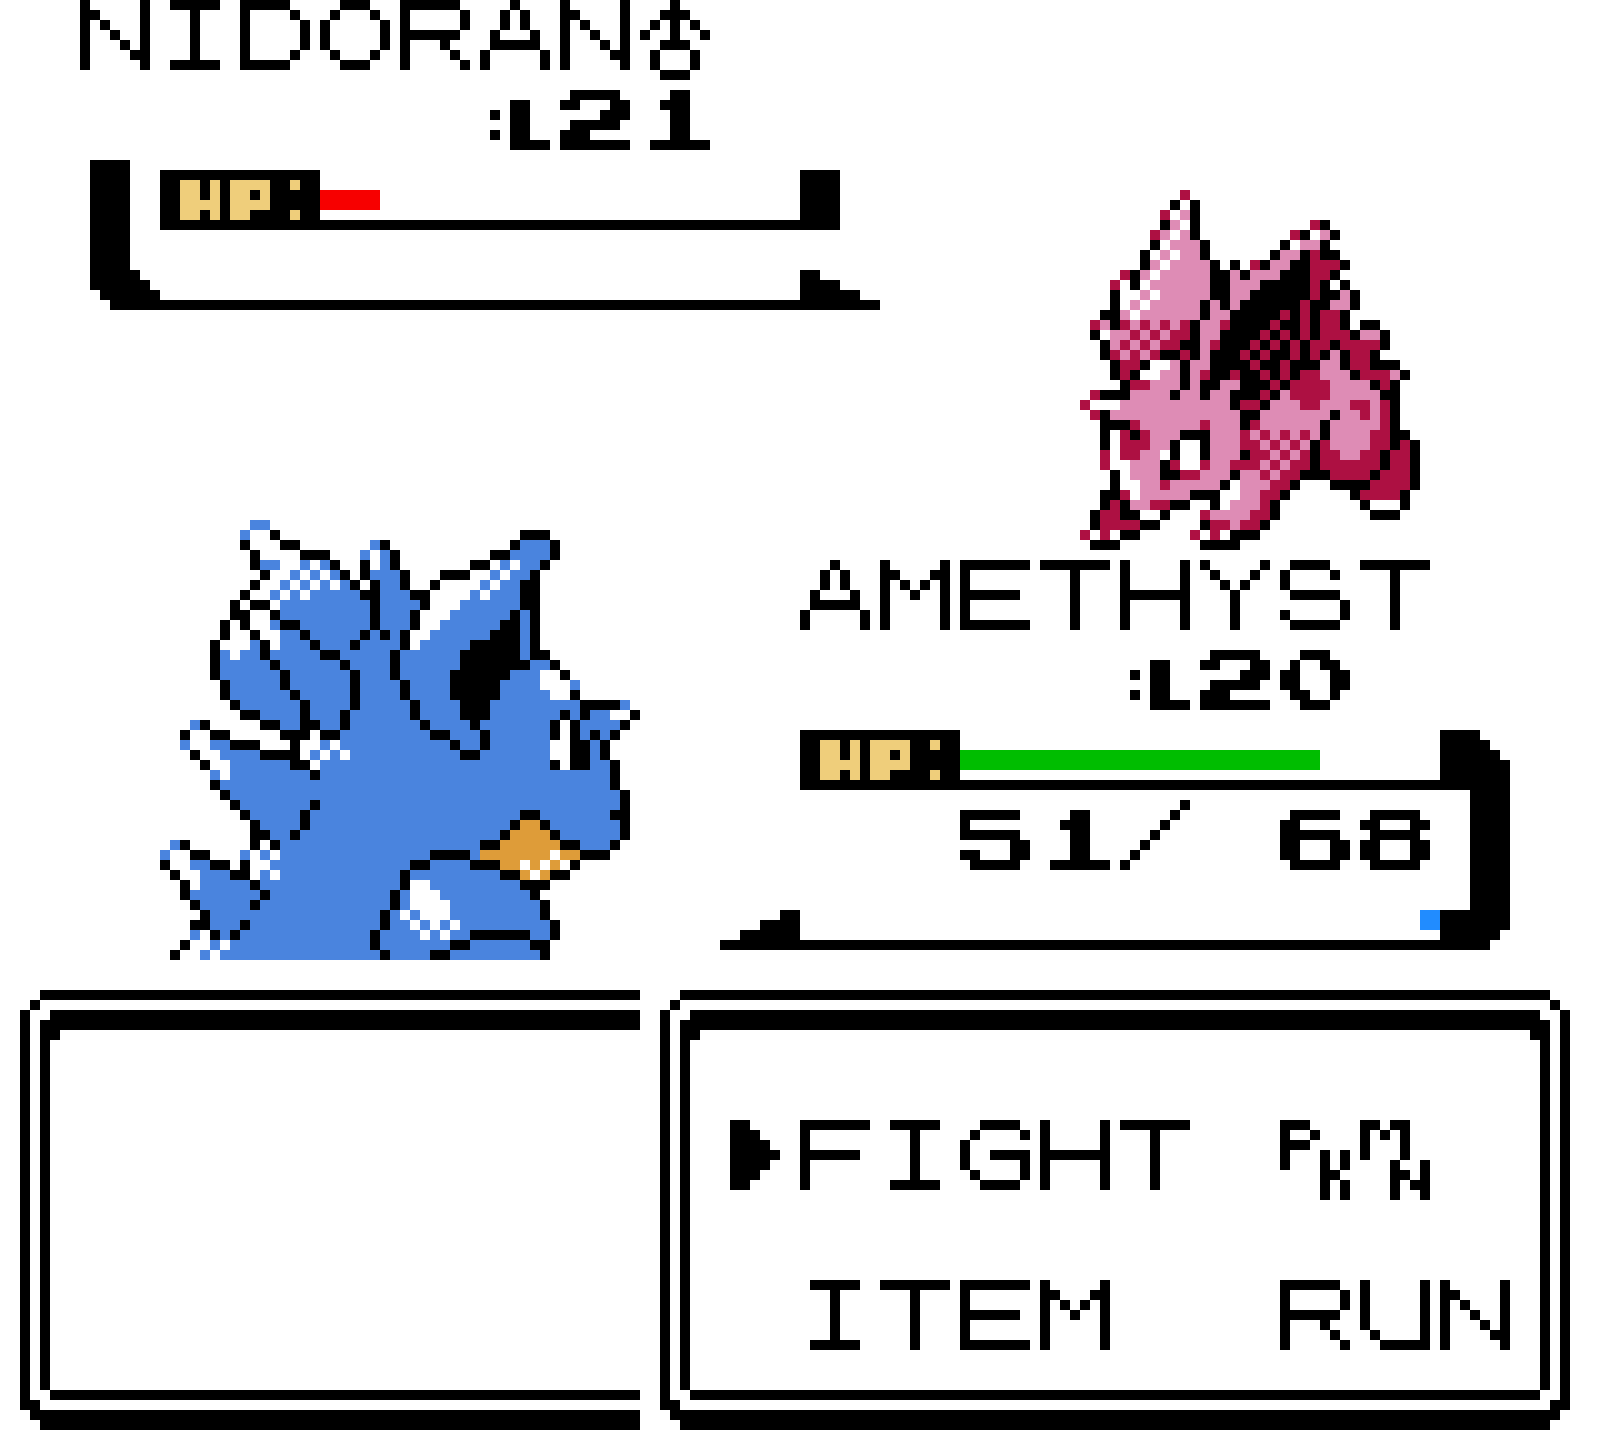 NIDORAN♂
:L21
HP:
AMETHYST
:L20
HP:
51/ 68
▶FIGHT PKMN
ITEM RUN